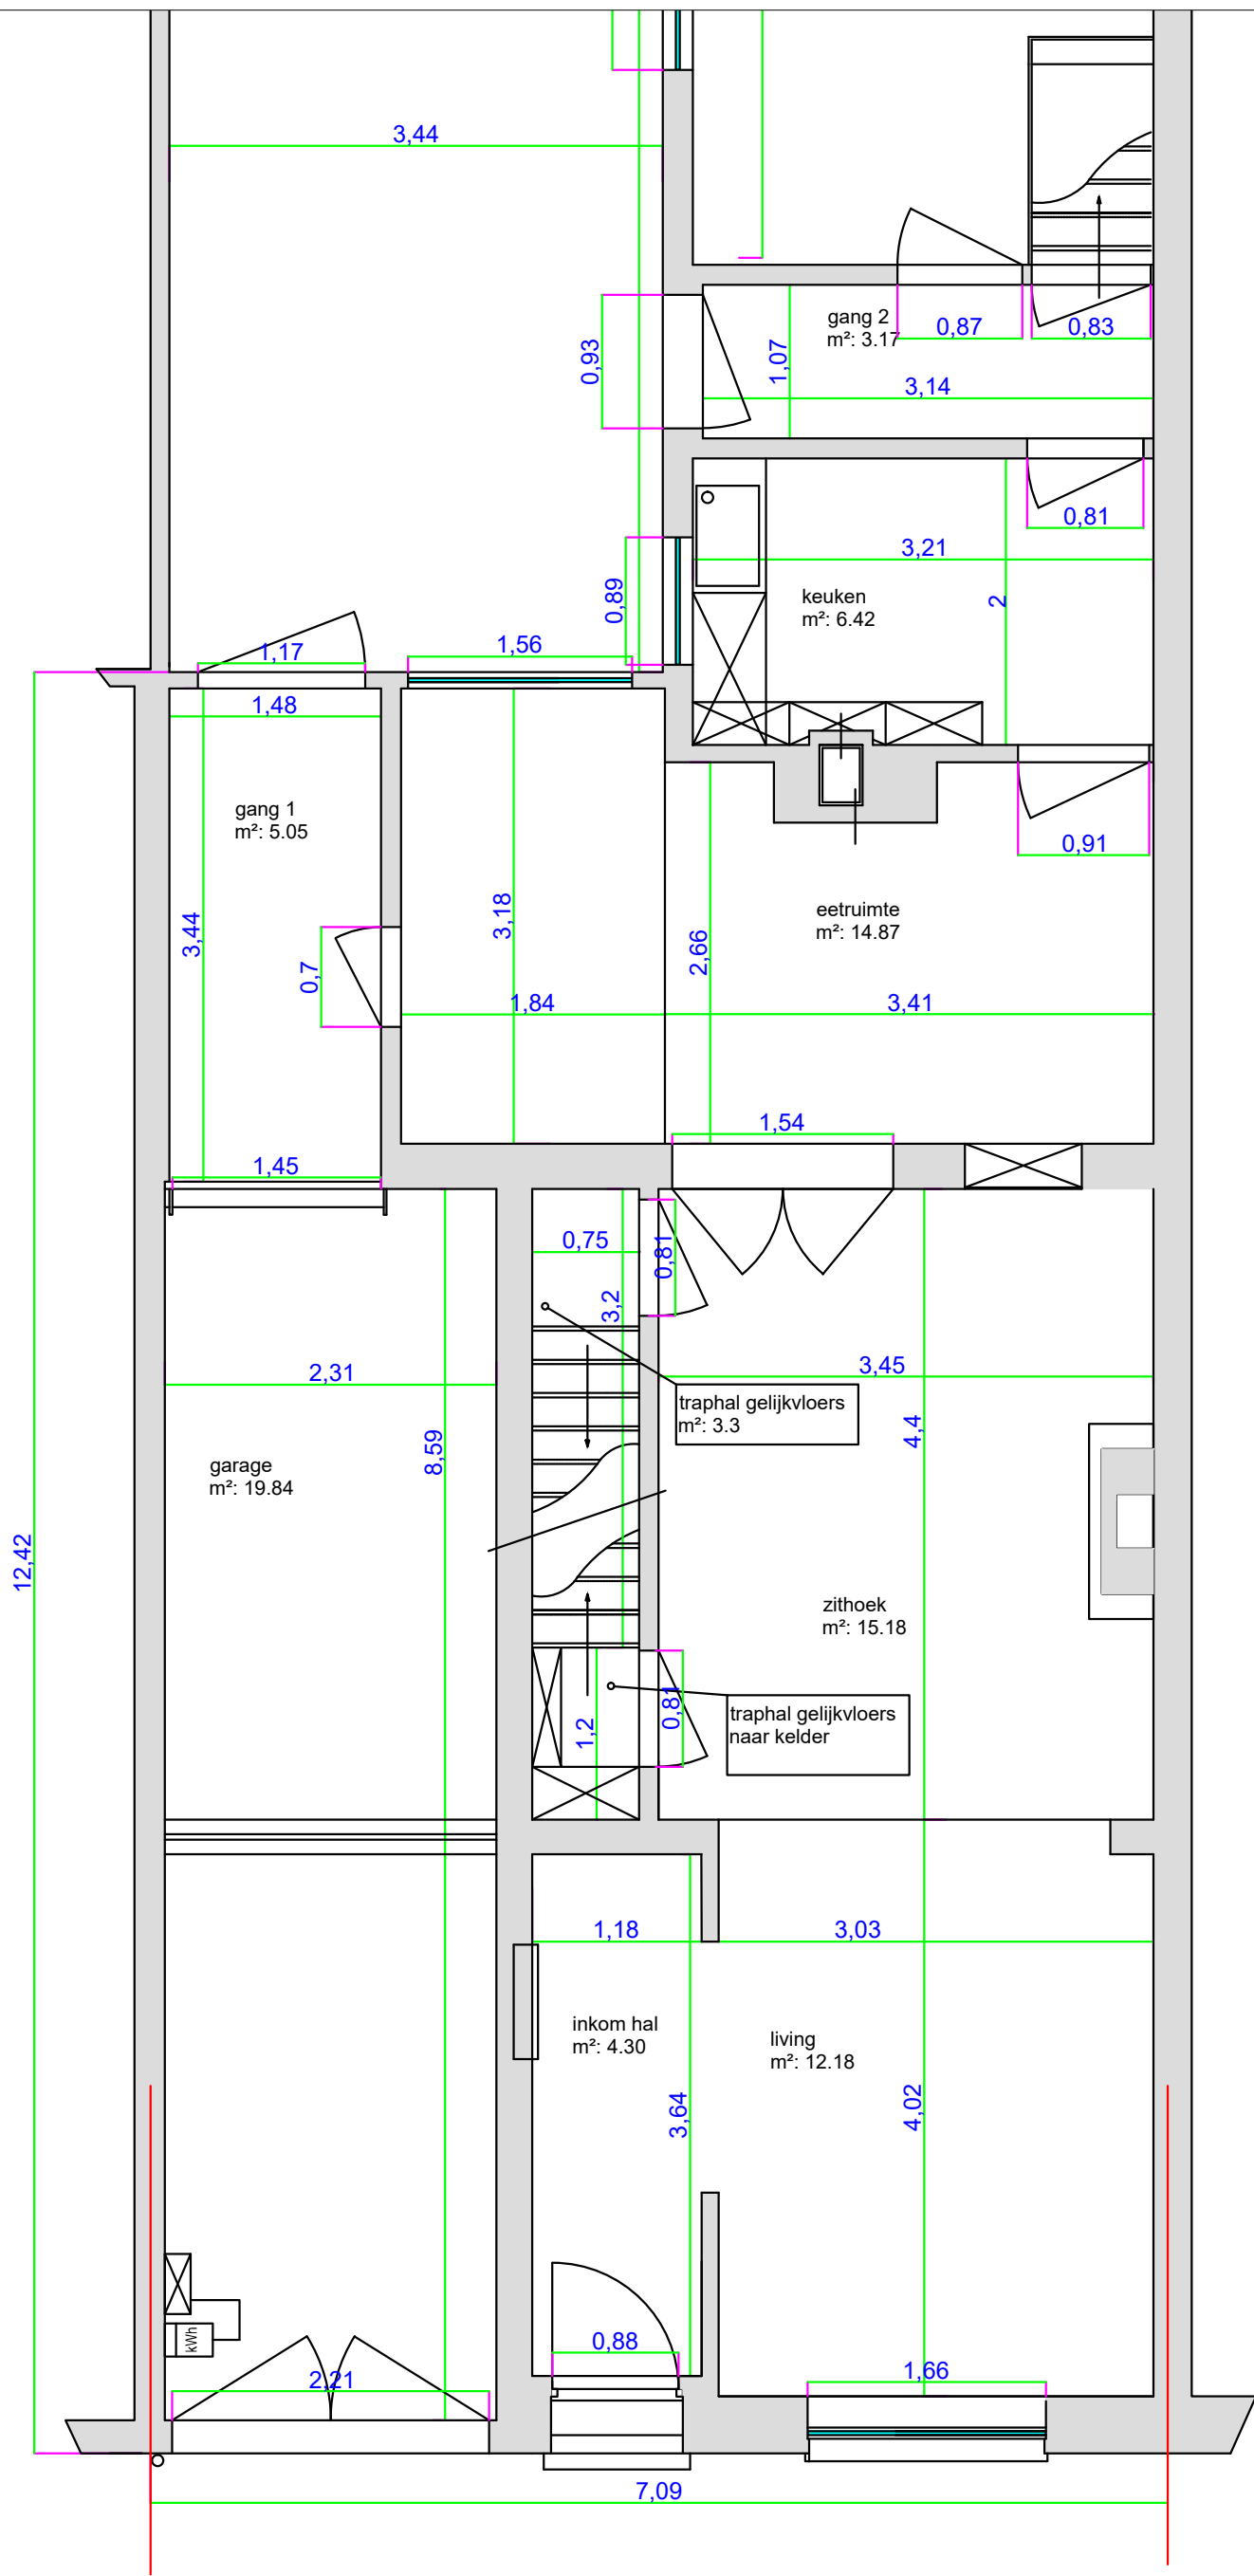 3,44
gang 2
m²: 3.17
0,87
0,83
0,93
1,07
3,14
0,81
3,21
keuken
m²: 6.42
2
0,89
1,17
1,56
1,48
gang 1
m²: 5.05
0,91
eetruimte
m²: 14.87
3,44
3,18
2,66
0,7
1,84
3,41
1,54
1,45
0,75
0,81
3,2
2,31
3,45
traphal gelijkvloers
m²: 3.3
4,4
8,59
garage
m²: 19.84
12,42
zithoek
m²: 15.18
0,81
traphal gelijkvloers
naar kelder
1,2
1,18
3,03
inkom hal
m²: 4.30
living
m²: 12.18
3,64
4,02
kWh
0,88
2,21
1,66
7,09